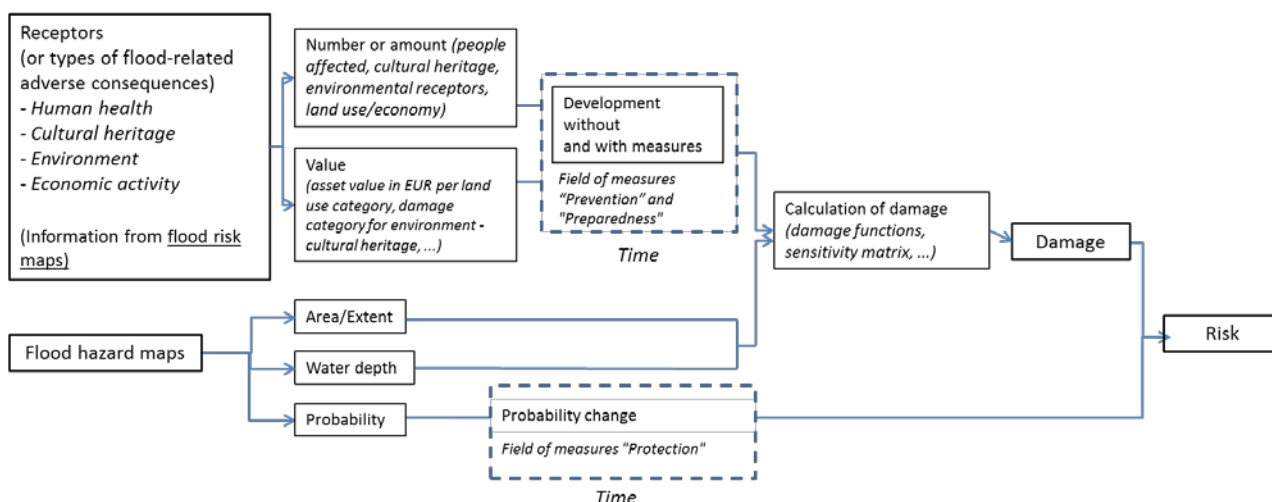 Receptors
(or types of flood-related
adverse consequences)
- Human health
- Cultural heritage
- Environment
- Economic activity
(Information from flood risk
maps)
Number or amount (people
affected, cultural heritage,
environmental receptors,
land use/economy)
Value
(asset value in EUR per land
use category, damage
category for environment -
cultural heritage, ...)
Development
without
and with measures
Field of measures
“Prevention” and
"Preparedness"
Time
Calculation of damage
(damage functions,
sensitivity matrix, ...)
Damage
Flood hazard maps
Area/Extent
Water depth
Probability
Probability change
Field of measures "Protection"
Time
Risk